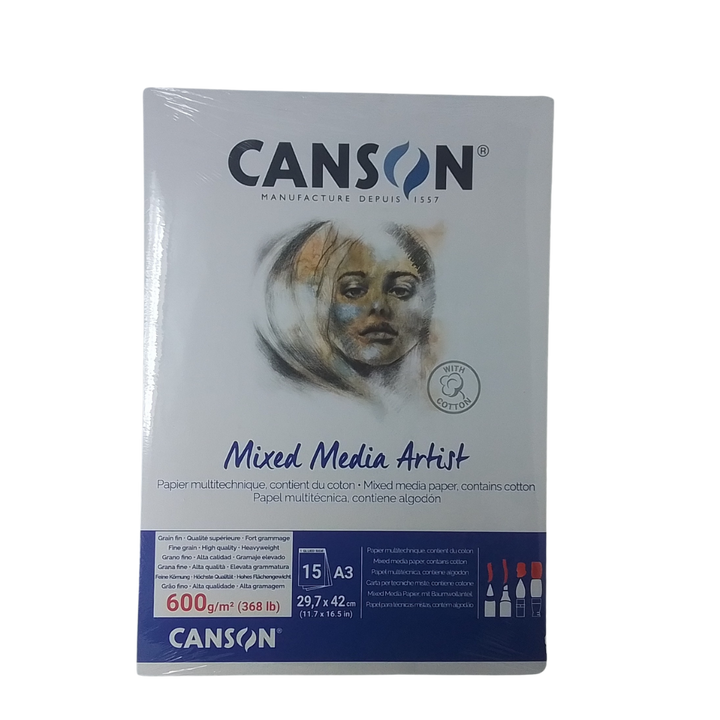 CANSON®
MANUFACTURE DEPUIS 1557
WITH COTTON
Mixed Media Artist
Papier multitechnique, contient du coton • Mixed media paper, contains cotton
Papel multitécnica, contiene algodón
Grain fin • Qualité supérieure • Fort grammage
Fine grain • High quality • Heavyweight
Grano fino • Alta calidad • Gramaje elevado
Grana fine • Alta qualità • Elevata grammatura
Feine Körnung • Höchste Qualität • Hohes Flächengewicht
Grão fino • Alta qualidade • Alta gramagem
600g/m² (368 lb)
15 A3
29,7 x 42 cm
(11.7 x 16.5 in)
Papier multitechnique, contient du coton
Mixed media paper, contains cotton
Papel multitécnica, contiene algodón
Carta per tecniche miste, contiene cotone
Mixed Media Papier, mit Baumwollanteil
Papel para técnicas mistas, contém algodão
CANSON®